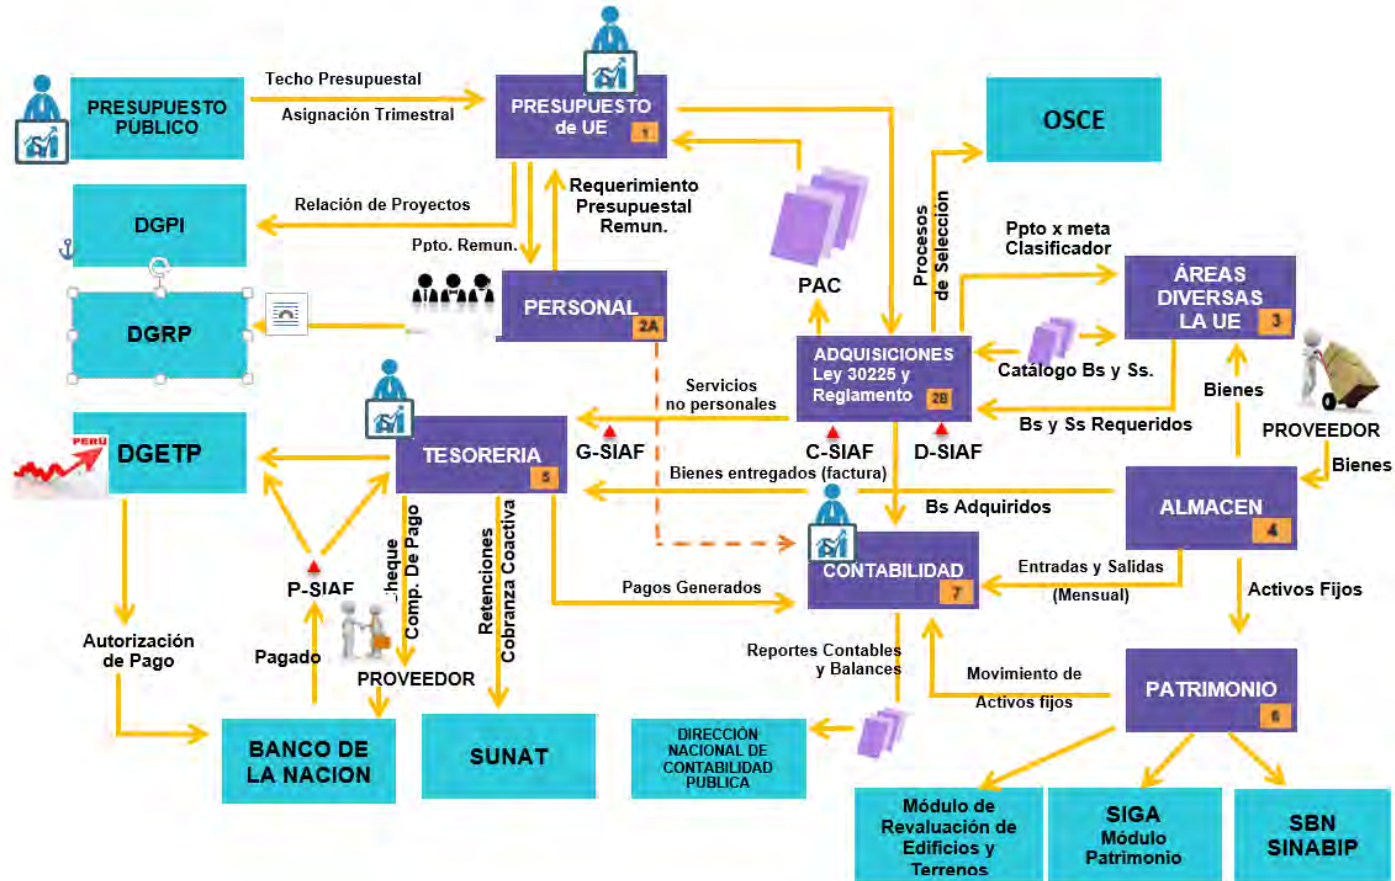 PRESUPUESTO
PÚBLICO
Techo Presupuestal
Asignación Trimestral
PRESUPUESTO
de UE
1
OSCE
DGPI
Relación de Proyectos
Ppto. Remun.
Requerimiento
Presupuestal
Remun.
PAC
Procesos
de Selección
Ppto x meta
Clasificador
ÁREAS
DIVERSAS
LA UE
3
DGRP
PERSONAL
2A
ADQUISICIONES
Ley 30225 y
Reglamento
2B
Catálogo Bs y Ss.
Bienes
Servicios
no personales
Bs y Ss Requeridos
PROVEEDOR
Bienes
PERÚ
DGETP
TESORERIA
5
G-SIAF
C-SIAF
D-SIAF
Bienes entregados (factura)
Bs Adquiridos
ALMACEN
4
CONTABILIDAD
7
Entradas y Salidas
(Mensual)
Activos Fijos
P-SIAF
Cheque
Comp. De Pago
Retenciones
Cobranza Coactiva
Pagos Generados
Autorización
de Pago
Pagado
PROVEEDOR
Reportes Contables
y Balances
Movimiento de
Activos fijos
PATRIMONIO
6
BANCO DE
LA NACION
SUNAT
DIRECCIÓN
NACIONAL DE
CONTABILIDAD
PUBLICA
Módulo de
Revaluación de
Edificios y
Terrenos
SIGA
Módulo
Patrimonio
SBN
SINABIP